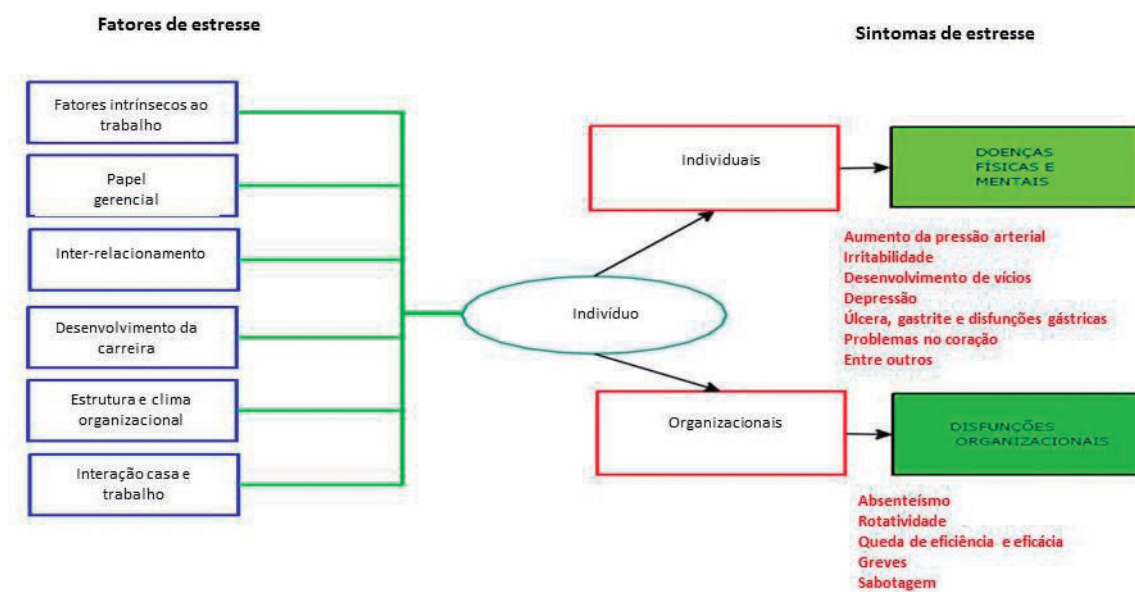 Fatores de estresse
Sintomas de estresse
Fatores intrínsecos ao
trabalho
Papel
gerencial
Inter-relacionamento
Desenvolvimento da
carreira
Estrutura e clima
organizacional
Interação casa e
trabalho
Indivíduo
Individuais
DOENÇAS
FÍSICAS E
MENTAIS
Aumento da pressão arterial
Irritabilidade
Desenvolvimento de vícios
Depressão
Úlcera, gastrite e disfunções gástricas
Problemas no coração
Entre outros
Organizacionais
DISFUNÇÕES
ORGANIZACIONAIS
Absenteísmo
Rotatividade
Queda de eficiência e eficácia
Greves
Sabotagem